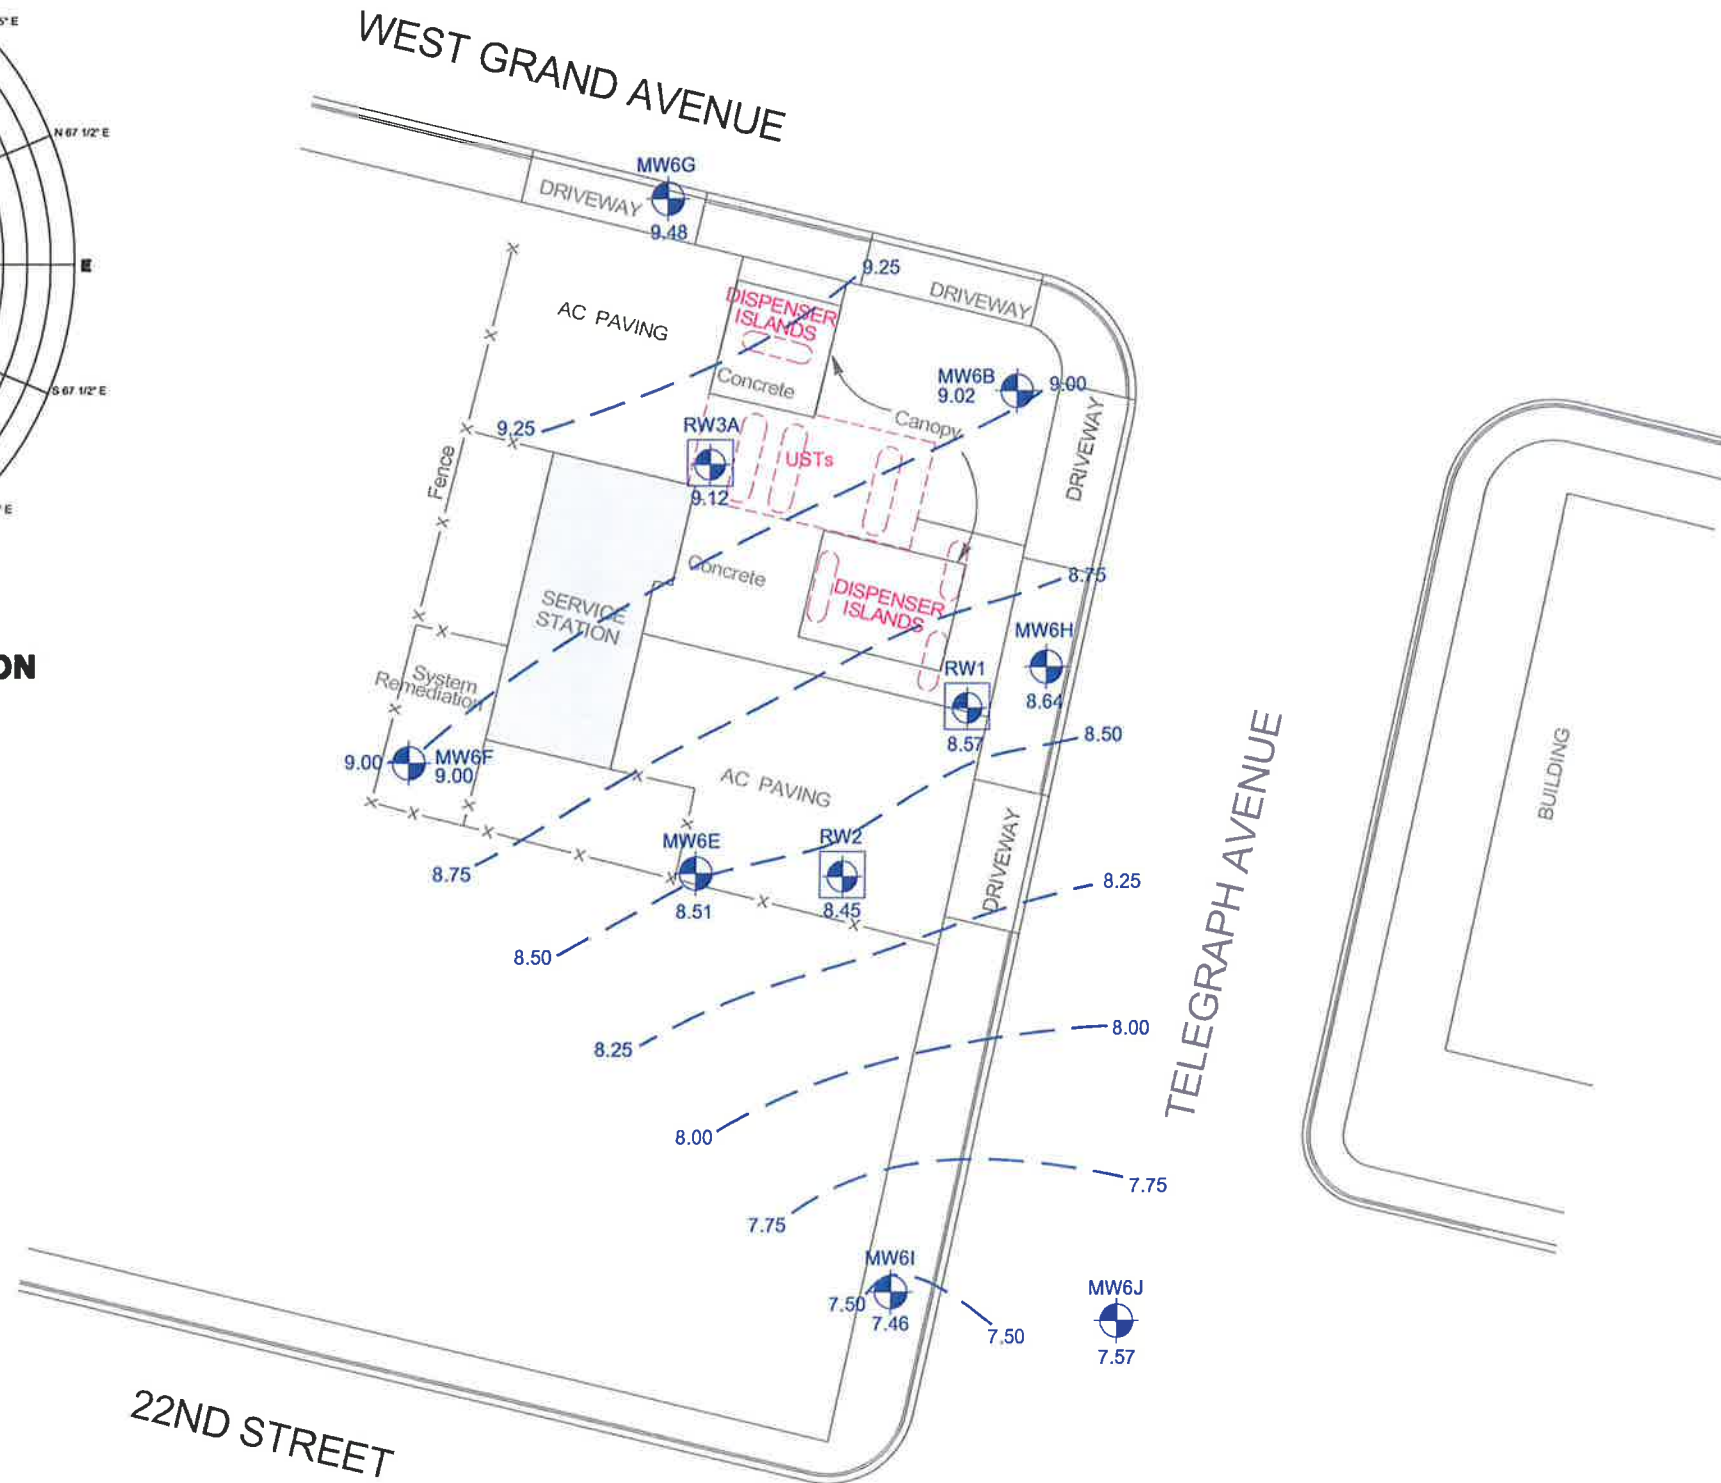 WEST GRAND AVENUE
N 67 1/2° E
E
S 67 1/2° E
ON
MW6G
DRIVEWAY
9.48
9.25
DRIVEWAY
DISPENSER
ISLANDS
AC PAVING
Concrete
MW6B
9.02
9.00
Canopy
DRIVEWAY
9.25
RW3A
USTs
9.12
Fence
Concrete
8.75
DISPENSER
ISLANDS
SERVICE
STATION
MW6H
8.64
RW1
8.57
System
Remediation
8.50
9.00
MW6F
9.00
AC PAVING
MW6E
8.51
RW2
8.45
DRIVEWAY
8.75
8.25
8.50
TELEGRAPH AVENUE
BUILDING
8.25
8.00
8.00
7.75
7.75
MW6I
7.50
7.46
7.50
MW6J
7.57
22ND STREET